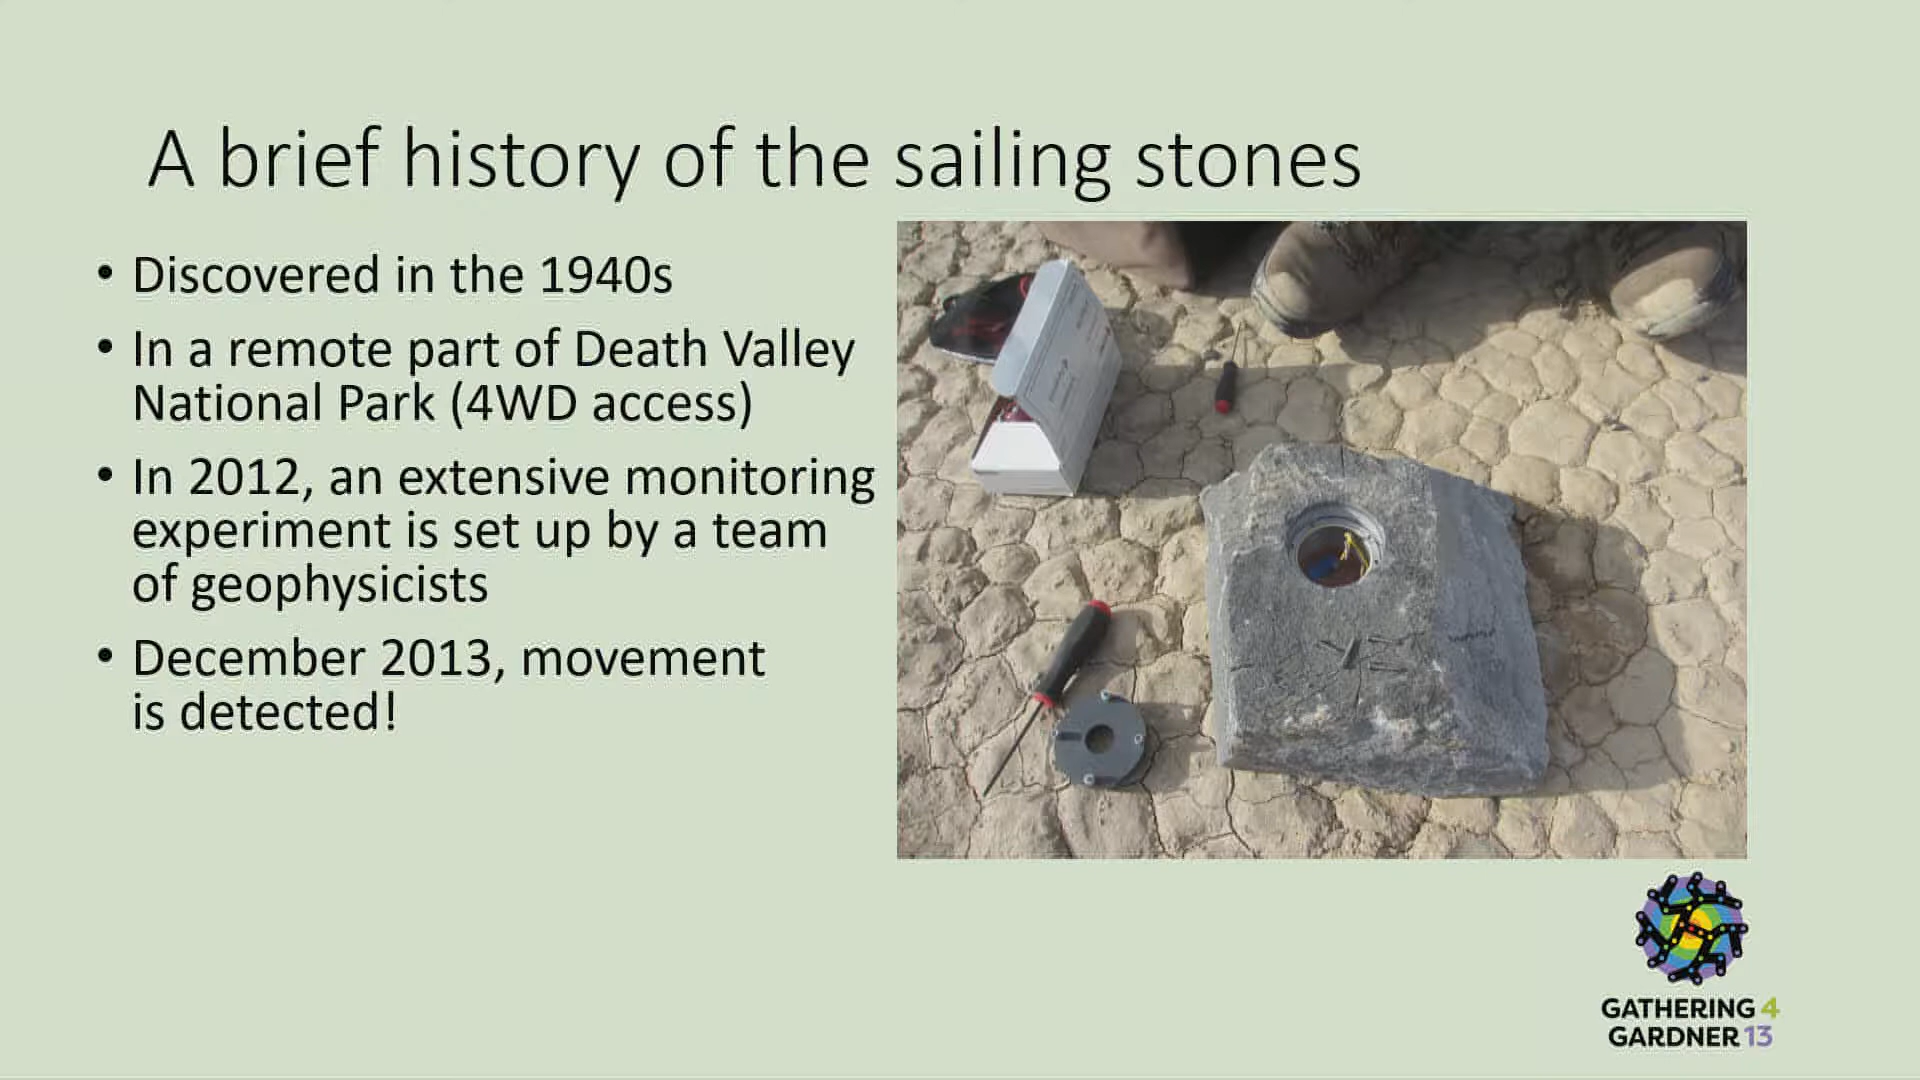 A brief history of the sailing stones
• Discovered in the 1940s
• In a remote part of Death Valley
National Park (4WD access)
• In 2012, an extensive monitoring
experiment is set up by a team
of geophysicists
• December 2013, movement
is detected!
GATHERING 4
GARDNER 13